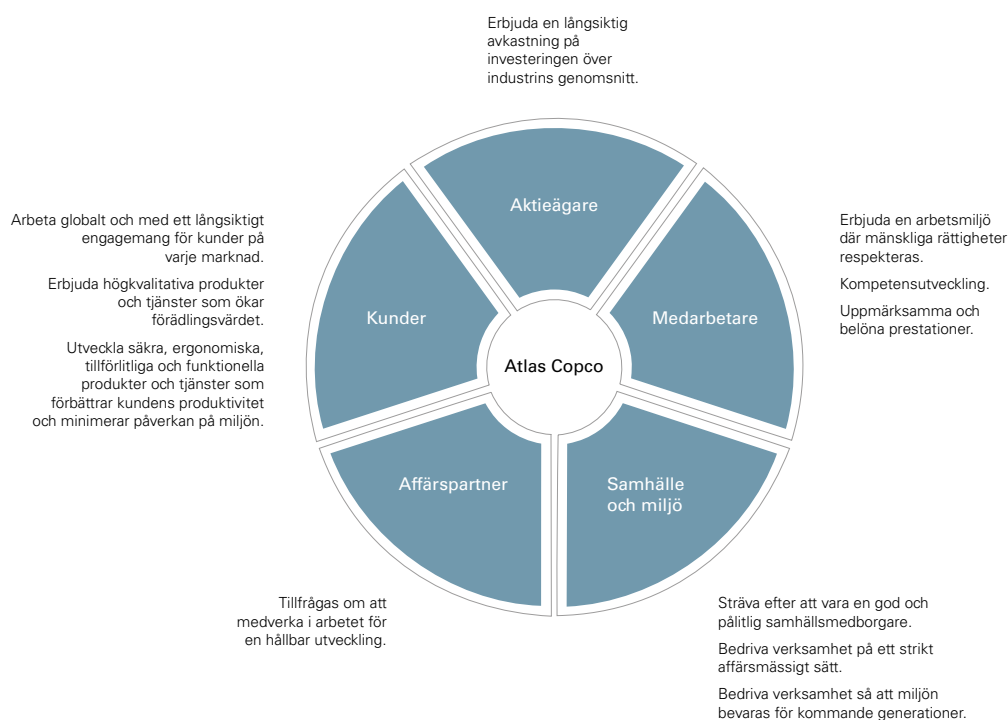 Erbjuda en långsiktig
avkastning på
investeringen över
industrins genomsnitt.
Aktieägare
Arbeta globalt och med ett långsiktigt
engagemang för kunder på
varje marknad.
Erbjuda högkvalitativa produkter
och tjänster som ökar
förädlingsvärdet.
Utveckla säkra, ergonomiska,
tillförlitliga och funktionella
produkter och tjänster som
förbättrar kundens produktivitet
och minimerar påverkan på miljön.
Kunder
Medarbetare
Erbjuda en arbetsmiljö
där mänskliga rättigheter
respekteras.
Kompetensutveckling.
Uppmärksamma och
belöna prestationer.
Atlas Copco
Affärspartner
Samhälle
och miljö
Tillfrågas om att
medverka i arbetet för
en hållbar utveckling.
Sträva efter att vara en god och
pålitlig samhällsmedborgare.
Bedriva verksamhet på ett strikt
affärsmässigt sätt.
Bedriva verksamhet så att miljön
bevaras för kommande generationer.